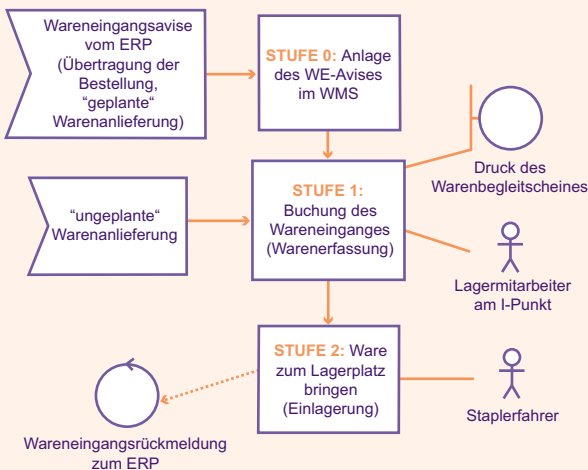 Wareneingangsavise
vom ERP
(Übertragung der
Bestellung,
“geplante“
Warenanlieferung)
STUFE 0: Anlage
des WE-Avises
im WMS
Druck des
Warenbegleitscheines
“ungeplante“
Warenanlieferung
STUFE 1:
Buchung des
Wareneinganges
(Warenerfassung)
Lagermitarbeiter
am I-Punkt
STUFE 2: Ware
zum Lagerplatz
bringen
(Einlagerung)
Staplerfahrer
Wareneingangsrückmeldung
zum ERP